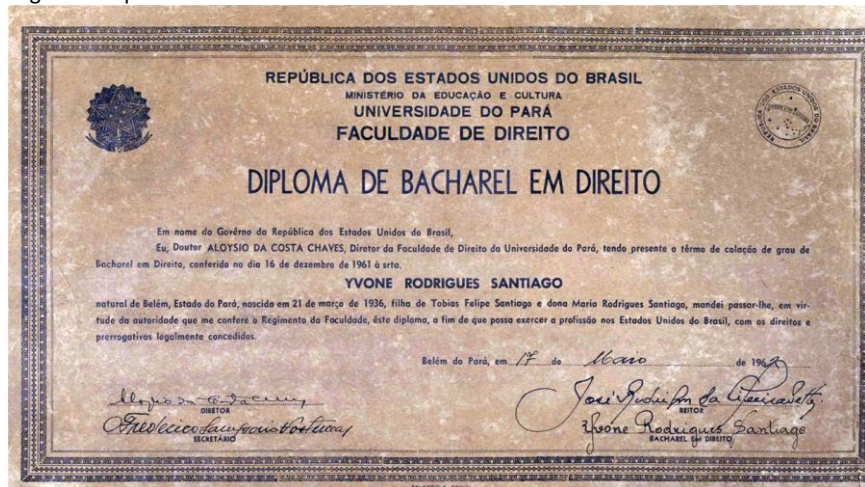 REPÚBLICA DOS ESTADOS UNIDOS DO BRASIL
MINISTÉRIO DA EDUCAÇÃO E CULTURA
UNIVERSIDADE DO PARÁ
FACULDADE DE DIREITO
REPÚBLICA DOS ESTADOS UNIDOS DO BRASIL
DIPLOMA DE BACHAREL EM DIREITO
Em nome do Govêrno da República dos Estados Unidos do Brasil,
Eu, Doutor ALOYSIO DA COSTA CHAVES, Diretor da Faculdade de Direito da Universidade do Pará, tendo presente o têrmo de colação de grau de
Bacharel em Direito, conferido no dia 16 de dezembro de 1961 à srta.
YVONE RODRIGUES SANTIAGO
natural de Belém, Estado do Pará, nascida em 21 de março de 1936, filha de Tobias Felipe Santiago e dona Maria Rodrigues Santiago, mandei passar-lhe, em vir-
tude da autoridade que me confere o Regimento da Faculdade, êste diploma, a fim de que possa exercer a profissão nos Estados Unidos do Brasil, com os direitos e
prerrogativas legalmente concedidos.
Belém do Pará, em 17 de de 196
DIRETOR
REITOR
SECRETÁRIO
Yvone Rodrigues Santiago
BACHAREL EM DIREITO